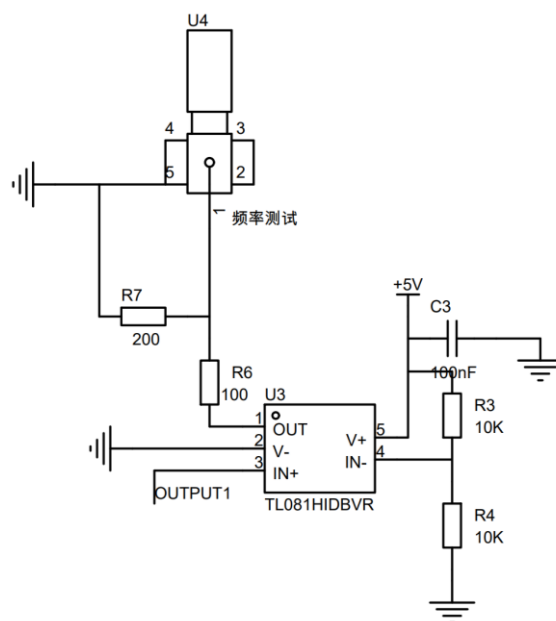 U4
4
3
5
2
1
频率测试
R7
200
+5V
C3
100nF
R6
100
U3
R3
10K
1
OUT
2
V-
3
IN+
V+
5
IN-
4
OUTPUT1
TL081HIDBVR
R4
10K